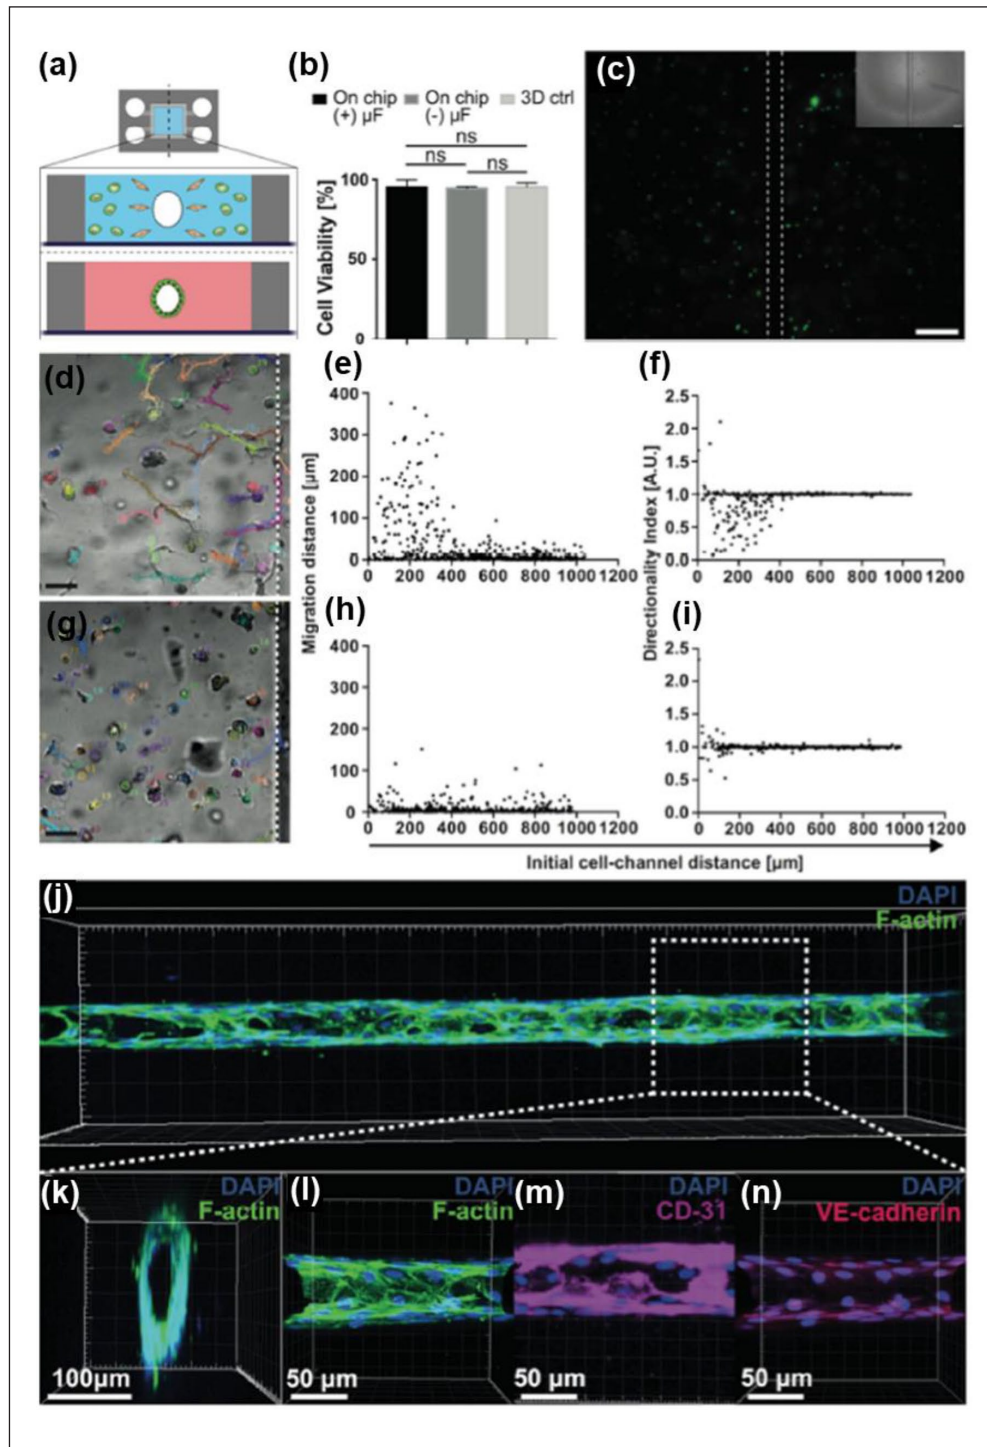 (a)
(b)
On chip On chip 3D ctrl
(+) µF (-) µF
ns
ns ns
Cell Viability [%]
100
50
0
(c)
(d)
(e)
Migration distance [µm]
400
300
200
100
0
0 200 400 600 800 1000 1200
(f)
Directionality Index [A.U.]
2.5
2.0
1.5
1.0
0.5
0.0
0 200 400 600 800 1000 1200
(g)
(h)
400
300
200
100
0
0 200 400 600 800 1000 1200
(i)
2.5
2.0
1.5
1.0
0.5
0.0
0 200 400 600 800 1000 1200
Initial cell-channel distance [µm]
(j)
DAPI
F-actin
(k)
DAPI
F-actin
100µm
(l)
DAPI
F-actin
50 µm
(m)
DAPI
CD-31
50 µm
(n)
DAPI
VE-cadherin
50 µm